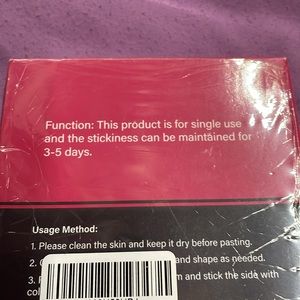 Function: This product is for single use
and the stickiness can be maintained for
3-5 days.
Usage Method:
1. Please clean the skin and keep it dry before pasting.
2. and shape as needed.
3. and stick the side with